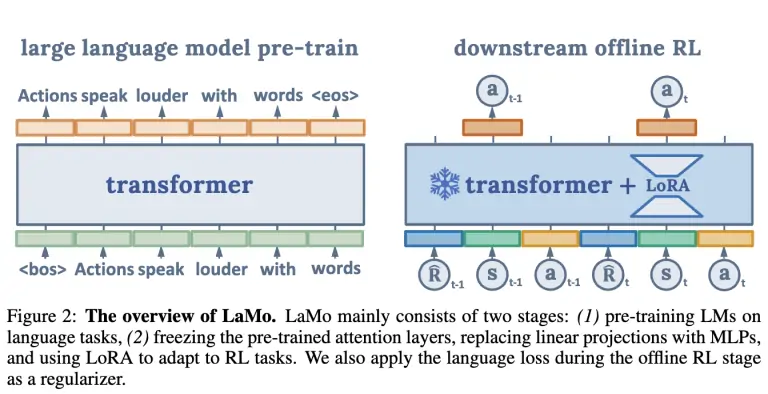 large language model pre-train
downstream offline RL
Actions speak louder with words <eos>
a t-1
a t
transformer
transformer + LoRA
<bos> Actions speak louder with words
R̂ t-1 s t-1 a t-1 R̂ t s t a t
Figure 2: The overview of LaMo. LaMo mainly consists of two stages: (1) pre-training LMs on
language tasks, (2) freezing the pre-trained attention layers, replacing linear projections with MLPs,
and using LoRA to adapt to RL tasks. We also apply the language loss during the offline RL stage
as a regularizer.